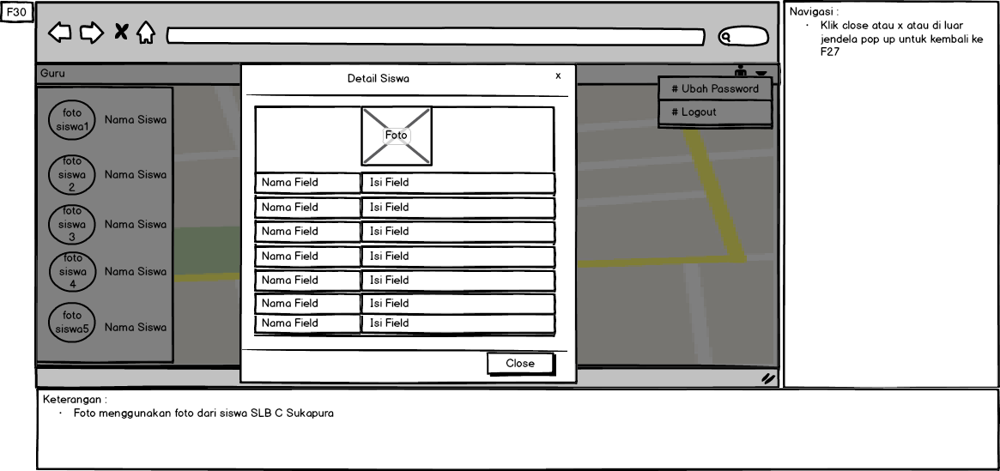 F30
Navigasi :
· Klik close atau x atau di luar
jendela pop up untuk kembali ke
F27
Guru
Detail Siswa
x
# Ubah Password
# Logout
foto
siswa1
Nama Siswa
foto
siswa
2
Nama Siswa
foto
siswa
3
Nama Siswa
foto
siswa
4
Nama Siswa
foto
siswa5
Nama Siswa
Foto
Nama Field Isi Field
Nama Field Isi Field
Nama Field Isi Field
Nama Field Isi Field
Nama Field Isi Field
Nama Field Isi Field
Nama Field Isi Field
Close
Keterangan :
· Foto menggunakan foto dari siswa SLB C Sukapura